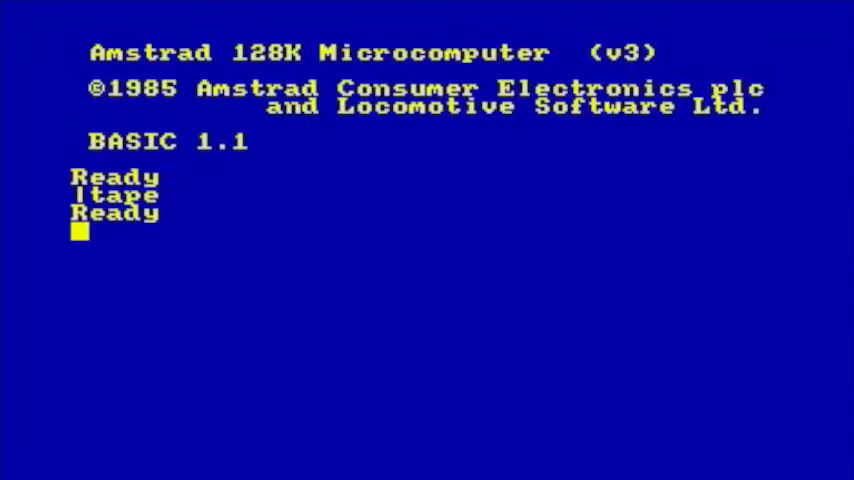 Amstrad 128K Microcomputer (v3)
©1985 Amstrad Consumer Electronics plc
and Locomotive Software Ltd.
BASIC 1.1
Ready
|tape
Ready